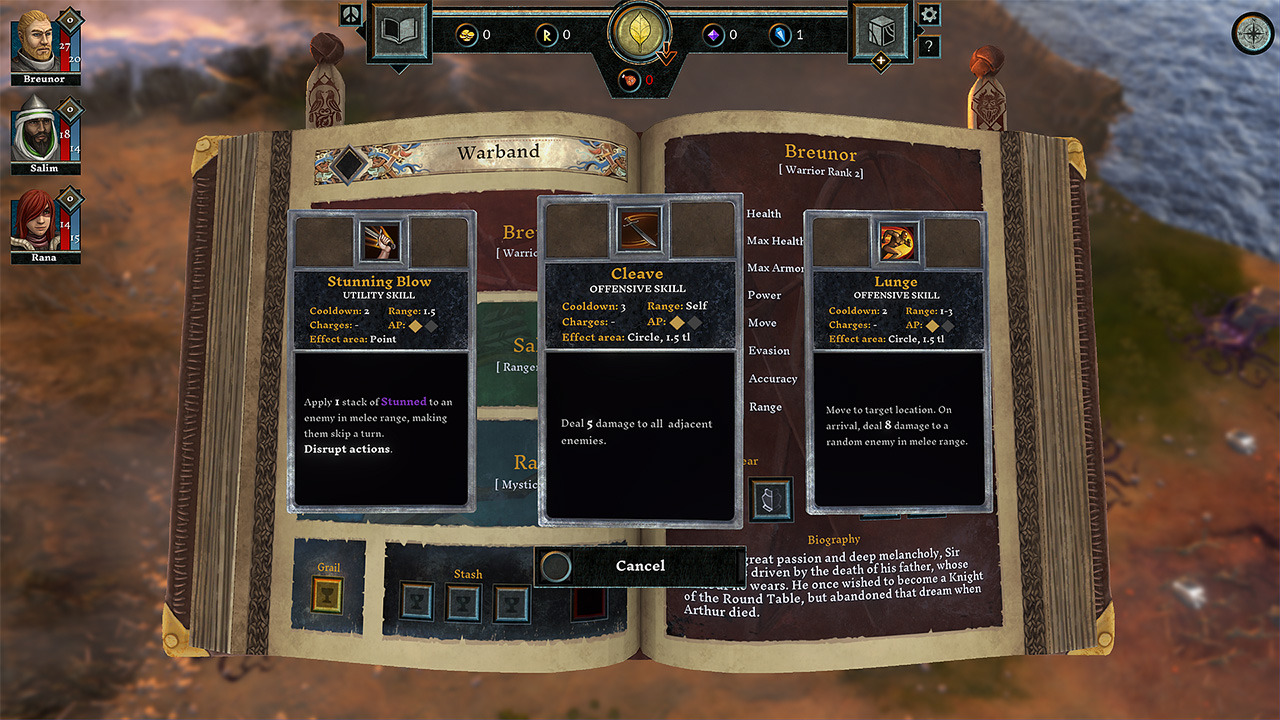 0
27
20
Breunor
0
18
14
Salim
0
14
15
Rana
0
R
0
0
0
1
+
?
Warband
Breunor
[ Warrior Rank 2]
Health
Max Health
Max Armor
Power
Move
Evasion
Accuracy
Range
Stunning Blow
UTILITY SKILL
Cooldown: 2 Range: 1.5
Charges: - AP:
Effect area: Point
Apply 1 stack of Stunned to an
enemy in melee range, making
them skip a turn.
Disrupt actions.
Cleave
OFFENSIVE SKILL
Cooldown: 3 Range: Self
Charges: - AP:
Effect area: Circle, 1.5 tl
Deal 5 damage to all adjacent
enemies.
Lunge
OFFENSIVE SKILL
Cooldown: 2 Range: 1-3
Charges: - AP:
Effect area: Circle, 1.5 tl
Move to target location. On
arrival, deal 8 damage to a
random enemy in melee range.
Grail
Stash
Cancel
Biography
great passion and deep melancholy, Sir
driven by the death of his father, whose
wears. He once wished to become a Knight
of the Round Table, but abandoned that dream when
Arthur died.